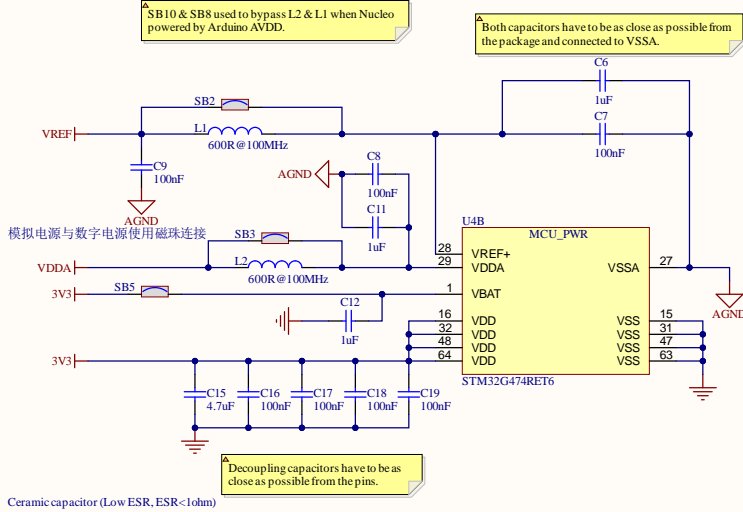 SB10 & SB8 used to bypass L2 & L1 when Nucleo
powered by Arduino AVDD.
Both capacitors have to be as close as possible from
the package and connected to VSSA.
C6
1uF
SB2
VREF
L1
600R@100MHz
C7
100nF
C9
100nF
AGND
C8
100nF
AGND
C11
1uF
模拟电源与数字电源使用磁珠连接
U4B
MCU_PWR
SB3
VDDA
L2
600R@100MHz
28
VREF+
29
VDDA
VSSA
27
3V3
SB5
1
VBAT
AGND
C12
1uF
16
VDD
VSS
15
32
VDD
VSS
31
48
VDD
VSS
47
64
VDD
VSS
63
3V3
STM32G474RET6
C15
4.7uF
C16
100nF
C17
100nF
C18
100nF
C19
100nF
Decoupling capacitors have to be as
close as possible from the pins.
Ceramic capacitor (Low ESR, ESR<1ohm)